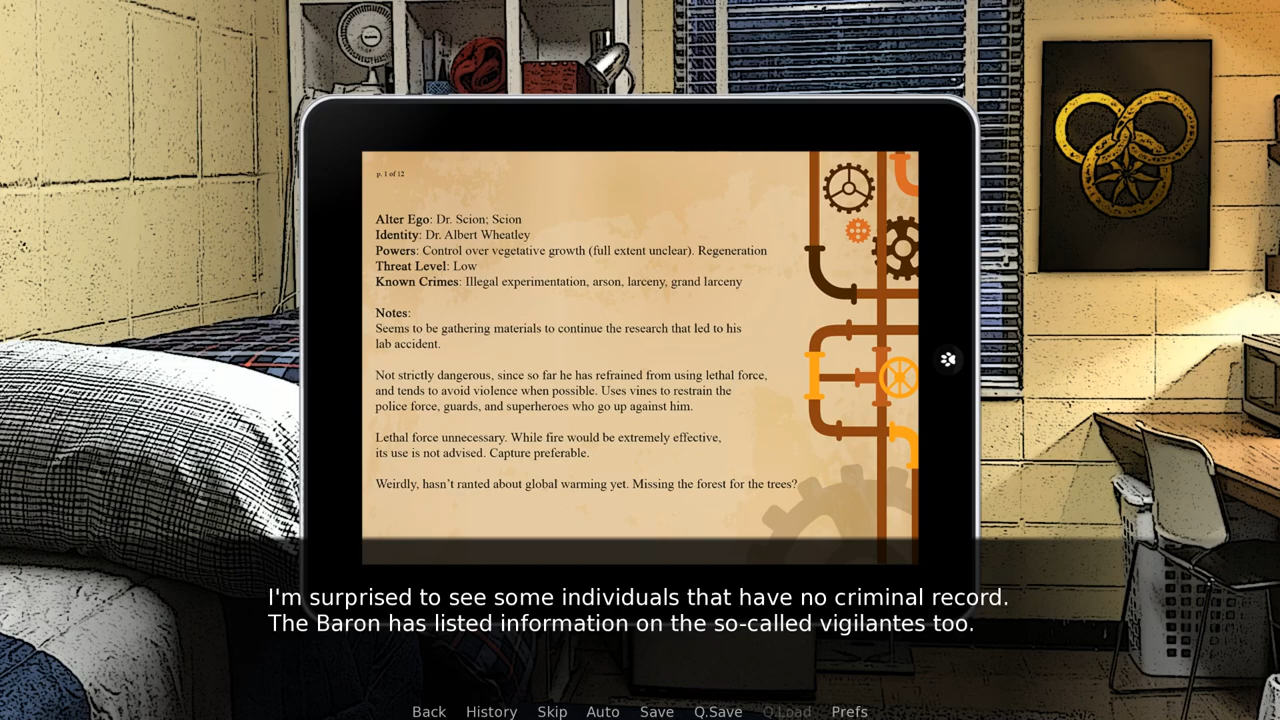 p. 1 of 12
Alter Ego: Dr. Scion; Scion
Identity: Dr. Albert Wheatley
Powers: Control over vegetative growth (full extent unclear). Regeneration
Threat Level: Low
Known Crimes: Illegal experimentation, arson, larceny, grand larceny
Notes:
Seems to be gathering materials to continue the research that led to his
lab accident.
Not strictly dangerous, since so far he has refrained from using lethal force,
and tends to avoid violence when possible. Uses vines to restrain the
police force, guards, and superheroes who go up against him.
Lethal force unnecessary. While fire would be extremely effective,
its use is not advised. Capture preferable.
Weirdly, hasn't ranted about global warming yet. Missing the forest for the trees?
I'm surprised to see some individuals that have no criminal record.
The Baron has listed information on the so-called vigilantes too.
Back History Skip Auto Save Q.Save Q.Load Prefs